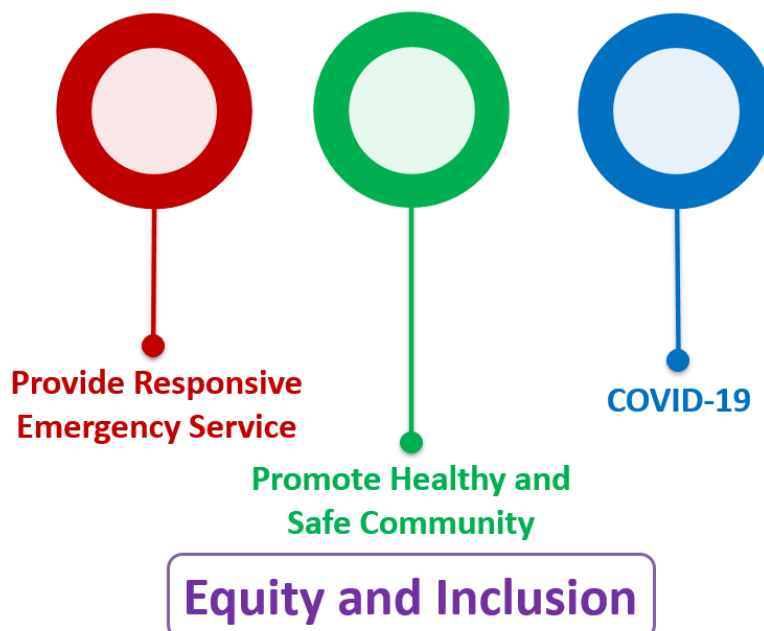 Provide Responsive
Emergency Service
COVID-19
Promote Healthy and
Safe Community
Equity and Inclusion